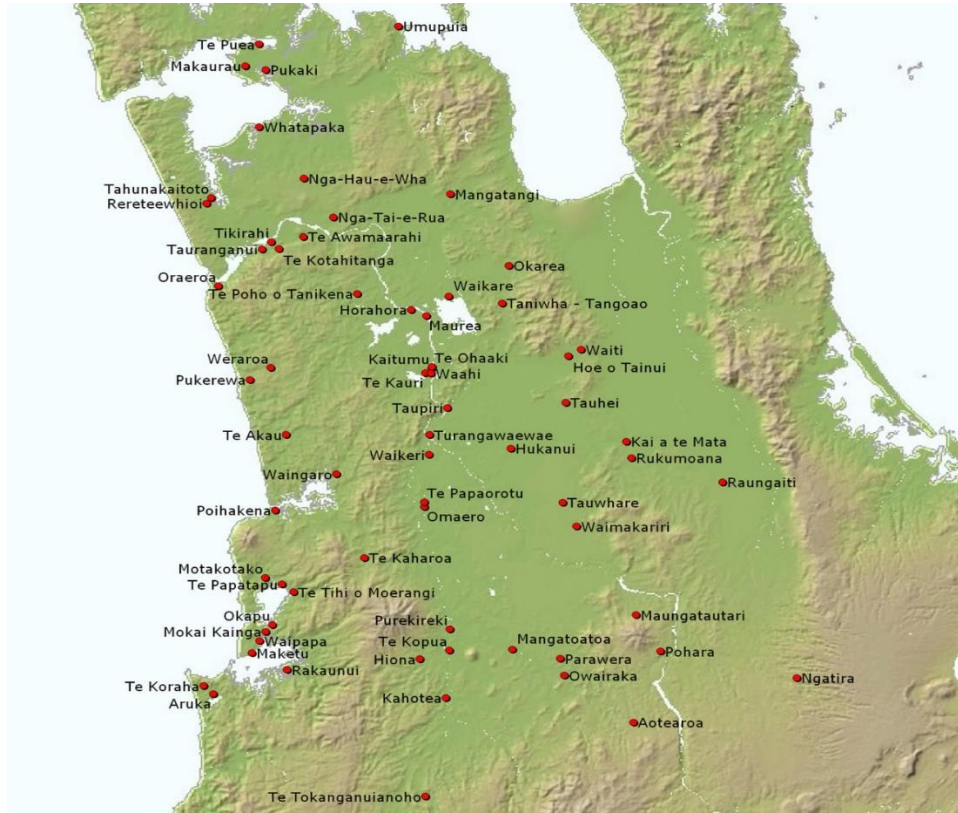 Umupuia
Te Puea
Makaurau
Pukaki
Whatapaka
Nga-Hau-e-Wha
Mangatangi
Tahunakaitoto
Rereteewhioi
Nga-Tai-e-Rua
Tikirahi
Te Awamaarahi
Tauranganui
Te Kotahitanga
Okarea
Oraeroa
Te Poho o Tanikena
Waikare
Taniwha - Tangoao
Horahora
Maurea
Waiti
Hoe o Tainui
Weraroa
Kaitumu
Te Ohaaki
Pukerewa
Te Kauri
Waahi
Tauhei
Taupiri
Te Akau
Turangawaewae
Kai a te Mata
Waikeri
Hukanui
Rukumoana
Waingaro
Raungaiti
Te Papaorotu
Tauwhare
Poihakena
Omaero
Waimakariri
Te Kaharoa
Motakotako
Te Papatapu
Te Tihi o Moerangi
Okapu
Purekireki
Maungatautari
Mokai Kainga
Waipapa
Te Kopua
Mangatoatoa
Maketu
Hiona
Parawera
Pohara
Rakaunui
Owairaka
Ngatira
Te Koraha
Aruka
Kahotea
Aotearoa
Te Tokanganuianoho